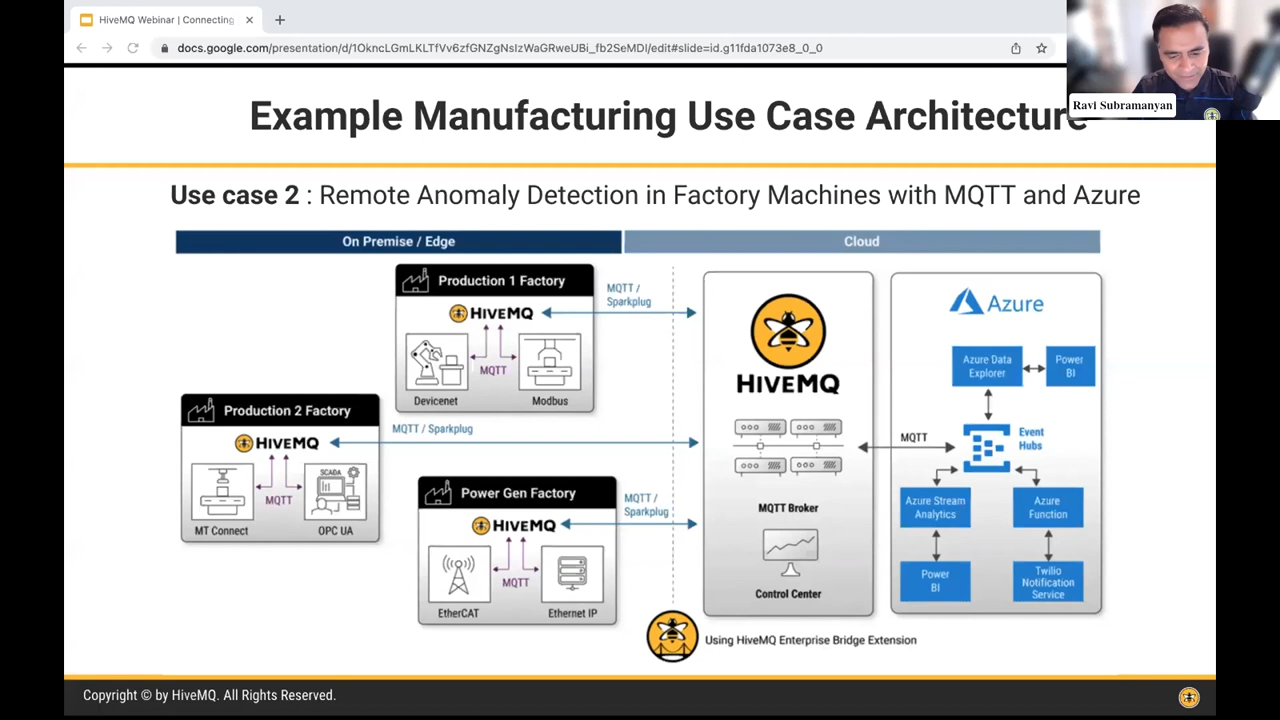 HiveMQ Webinar | Connecting
docs.google.com/presentation/d/1OkncLGmLKLTfVv6zfGNZgNsIzWaGRweUBi_fb2SeMDI/edit#slide=id.g11fda1073e8_0_0
Ravi Subramanyan
Example Manufacturing Use Case Architecture
Use case 2 : Remote Anomaly Detection in Factory Machines with MQTT and Azure
On Premise / Edge
Cloud
Production 1 Factory
HIVEMQ
MQTT
Devicenet
Modbus
MQTT /
Sparkplug
Production 2 Factory
HIVEMQ
SCADA
MQTT
MT Connect
OPC UA
MQTT / Sparkplug
Power Gen Factory
HIVEMQ
MQTT
EtherCAT
Ethernet IP
MQTT /
Sparkplug
HIVEMQ
MQTT Broker
Control Center
MQTT
Azure
Azure Data
Explorer
Power
BI
Event
Hubs
Azure Stream
Analytics
Azure
Function
Power
BI
Twilio
Notification
Service
Using HiveMQ Enterprise Bridge Extension
Copyright © by HiveMQ. All Rights Reserved.